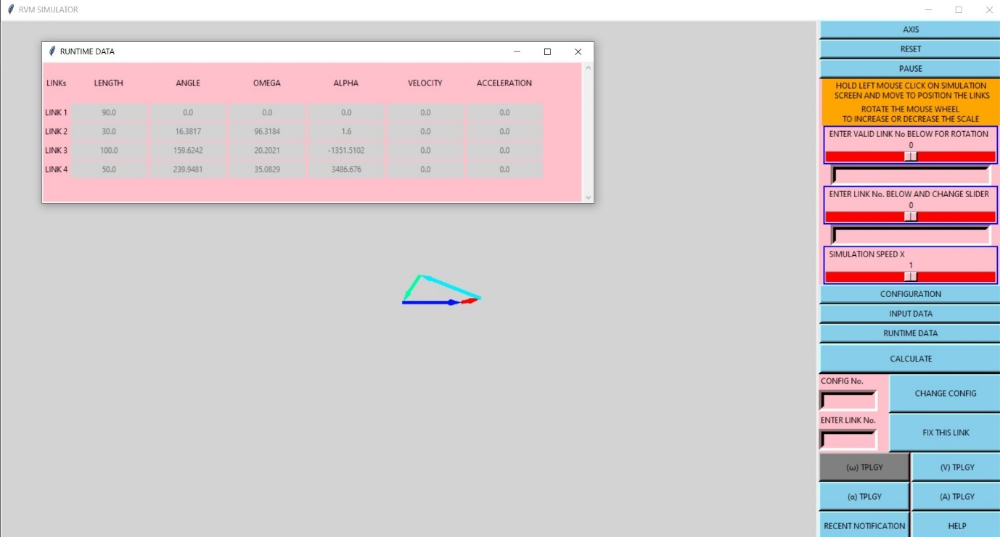 RVM SIMULATOR
RUNTIME DATA
LINKs LENGTH ANGLE OMEGA ALPHA VELOCITY ACCELERATION
LINK 1 90.0 0.0 0.0 0.0 0.0 0.0
LINK 2 30.0 16.3817 96.3184 1.6 0.0 0.0
LINK 3 100.0 159.6242 20.2021 -1351.5102 0.0 0.0
LINK 4 50.0 239.9481 35.0829 3486.676 0.0 0.0
AXIS
RESET
PAUSE
HOLD LEFT MOUSE CLICK ON SIMULATION
SCREEN AND MOVE TO POSITION THE LINKS
ROTATE THE MOUSE WHEEL
TO INCREASE OR DECREASE THE SCALE
ENTER VALID LINK No BELOW FOR ROTATION
0
ENTER LINK No. BELOW AND CHANGE SLIDER
0
SIMULATION SPEED X
1
CONFIGURATION
INPUT DATA
RUNTIME DATA
CALCULATE
CONFIG No.
CHANGE CONFIG
ENTER LINK No.
FIX THIS LINK
(ω) TPLGY (V) TPLGY
(α) TPLGY (A) TPLGY
RECENT NOTIFICATION HELP